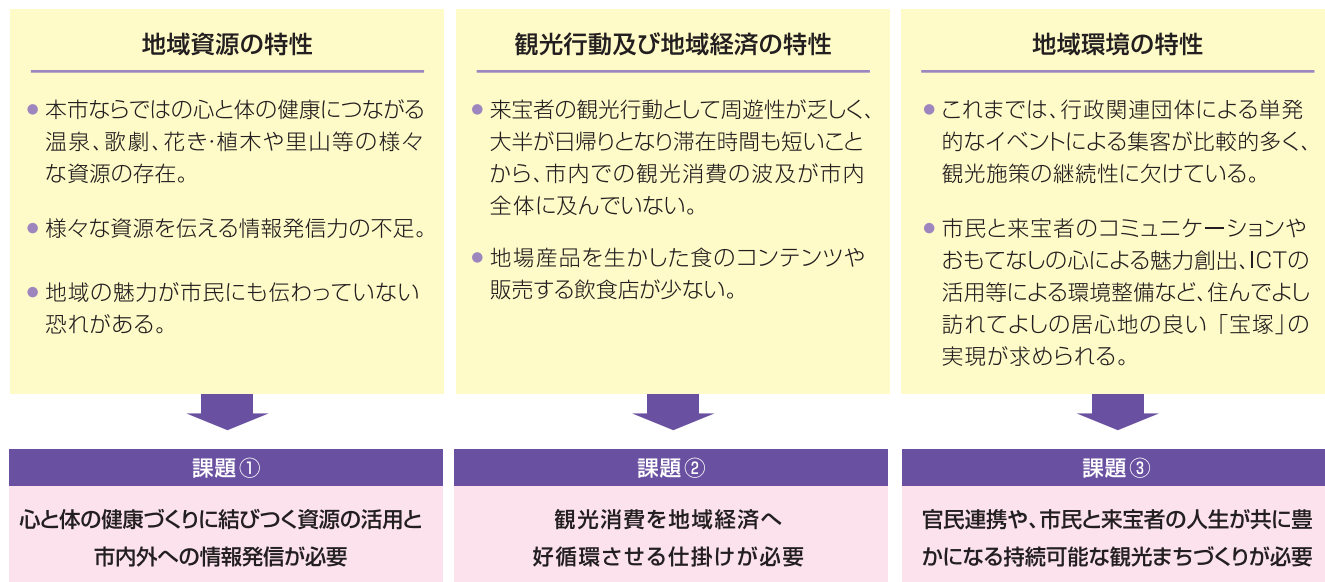 地域資源の特性
● 本市ならではの心と体の健康につながる
温泉、歌劇、花き・植木や里山等の様々
な資源の存在。
● 様々な資源を伝える情報発信力の不足。
● 地域の魅力が市民にも伝わっていない
恐れがある。
課題①
心と体の健康づくりに結びつく資源の活用と
市内外への情報発信が必要
観光行動及び地域経済の特性
● 来宝者の観光行動として周遊性が乏しく、
大半が日帰りとなり滞在時間も短いこと
から、市内での観光消費の波及が市内
全体に及んでいない。
● 地場産品を生かした食のコンテンツや
販売する飲食店が少ない。
課題②
観光消費を地域経済へ
好循環させる仕掛けが必要
地域環境の特性
● これまでは、行政関連団体による単発
的なイベントによる集客が比較的多く、
観光施策の継続性に欠けている。
● 市民と来宝者のコミュニケーションや
おもてなしの心による魅力創出、ICTの
活用等による環境整備など、住んでよし
訪れてよしの居心地の良い「宝塚」の
実現が求められる。
課題③
官民連携や、市民と来宝者の人生が共に豊
かになる持続可能な観光まちづくりが必要